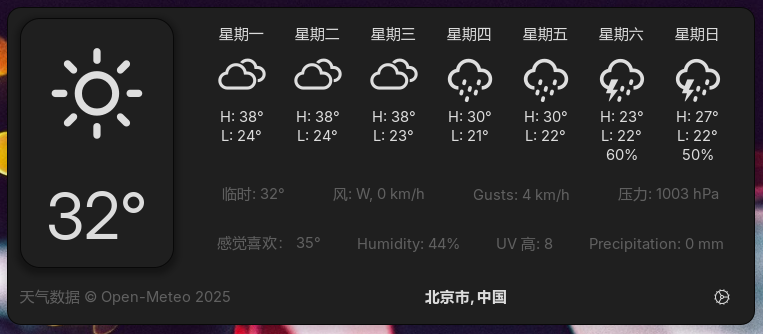 星期一 星期二 星期三 星期四 星期五 星期六 星期日
H: 38° H: 38° H: 38° H: 30° H: 30° H: 23° H: 27°
L: 24° L: 24° L: 23° L: 21° L: 22° L: 22° L: 22°
60% 50%
32°
临时: 32° 风: W, 0 km/h Gusts: 4 km/h 压力: 1003 hPa
感觉喜欢： 35° Humidity: 44% UV 高: 8 Precipitation: 0 mm
天气数据 © Open-Meteo 2025 北京市, 中国